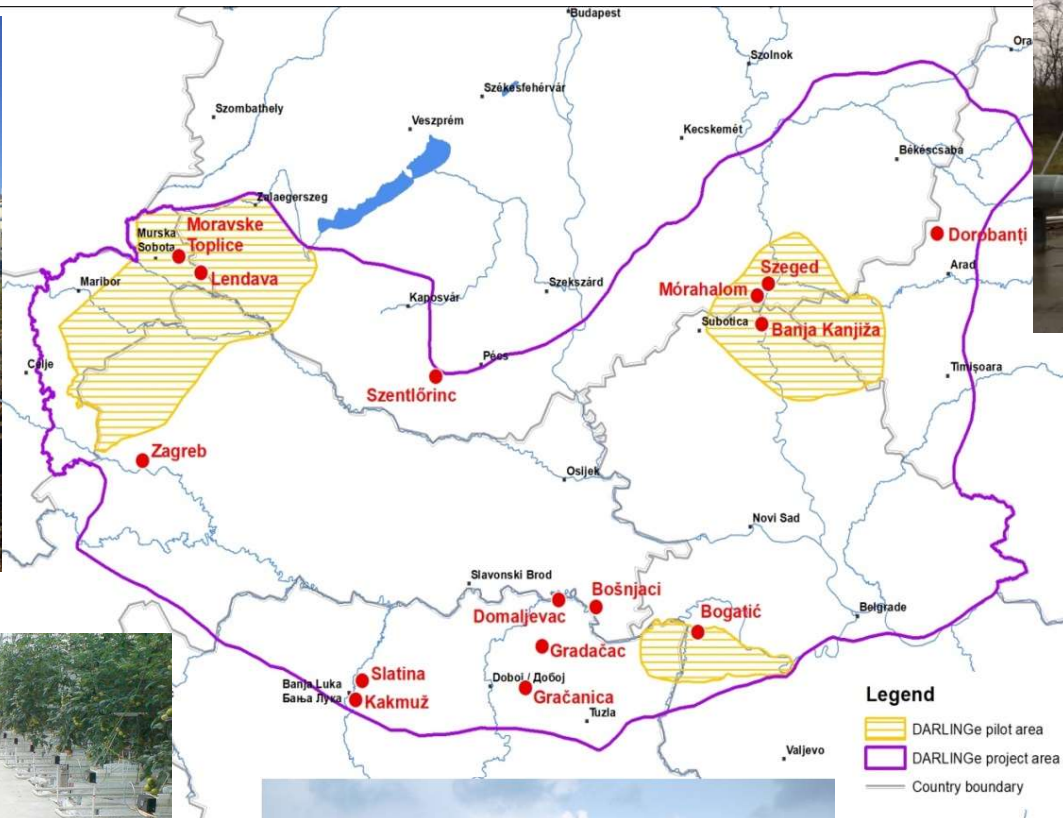 Budapest
Szolnok
Ora
Székesfehérvár
Szombathely
Veszprém
Kecskemét
Békéscsaba
Zalaegerszeg
Murska
Sobota
Moravske
Toplice
Lendava
Maribor
Kaposvár
Szekszárd
Szeged
Mórahalom
Subotica
Banja Kanjiža
Dorobanți
Arad
Timișoara
Celje
Pécs
Szentlőrinc
Zagreb
Osijek
Novi Sad
Slavonski Brod
Domaljevac
Bošnjaci
Bogatić
Belgrade
Gradačac
Slatina
Banja Luka
Бања Лука
Kakmuž
Doboj / Добој
Gračanica
Tuzla
Valjevo
Legend
DARLINGe pilot area
DARLINGe project area
Country boundary